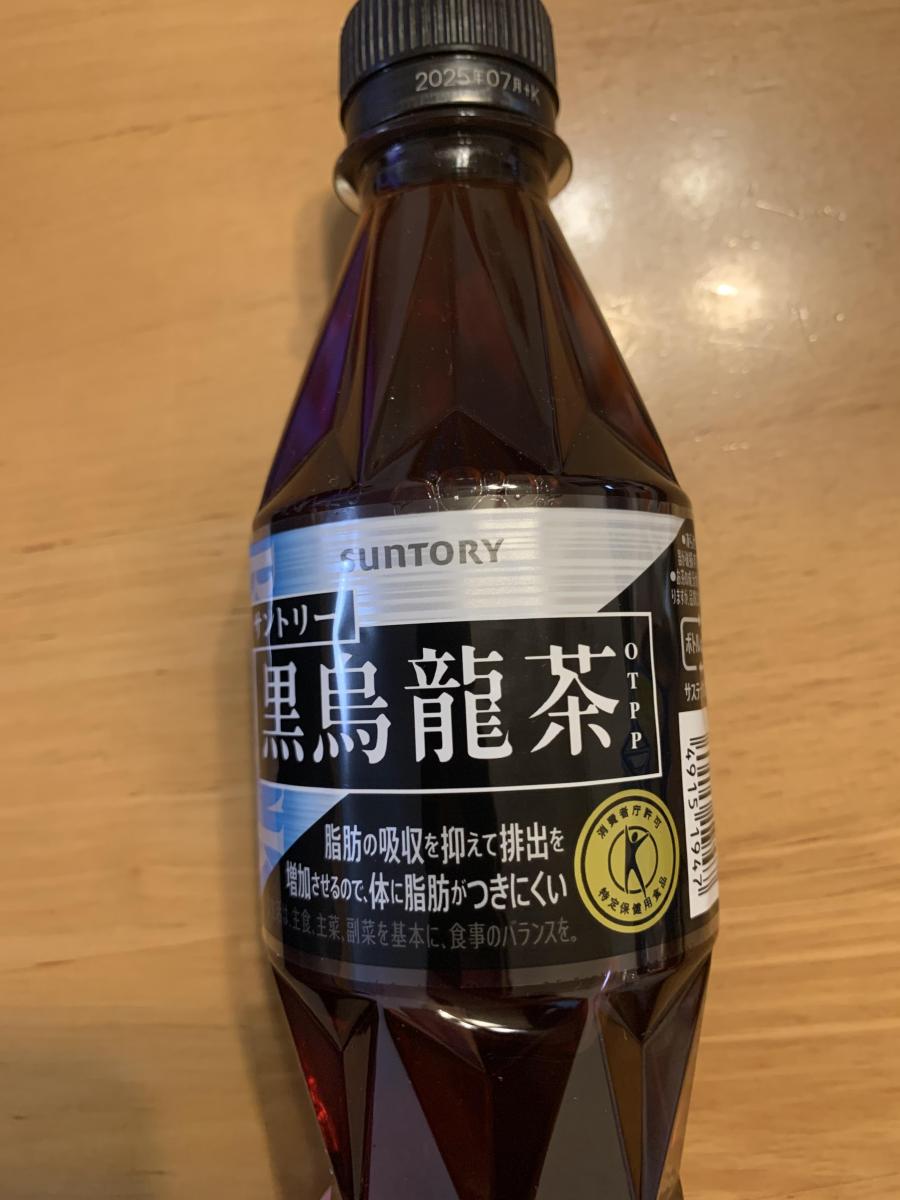 2025年07月+K
SUNTORY
サントリー
黒烏龍茶
OTPP
脂肪の吸収を抑えて排出を
増加させるので、体に脂肪がつきにくい
主食、主菜、副菜を基本に、食事のバランスを。
消費者庁許可
特定保健用食品
4915 1947